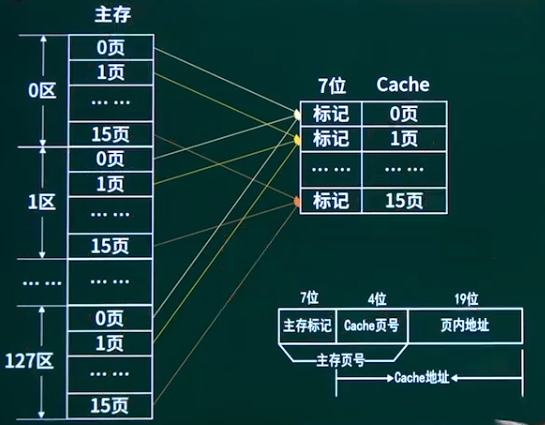 主存
0区
0页
1页
... ...
15页
1区
0页
1页
... ...
15页
... ...
... ...
127区
0页
1页
... ...
15页
7位 Cache
标记 0页
标记 1页
... ... ... ...
标记 15页
7位 4位 19位
主存标记 Cache页号 页内地址
主存页号
Cache地址